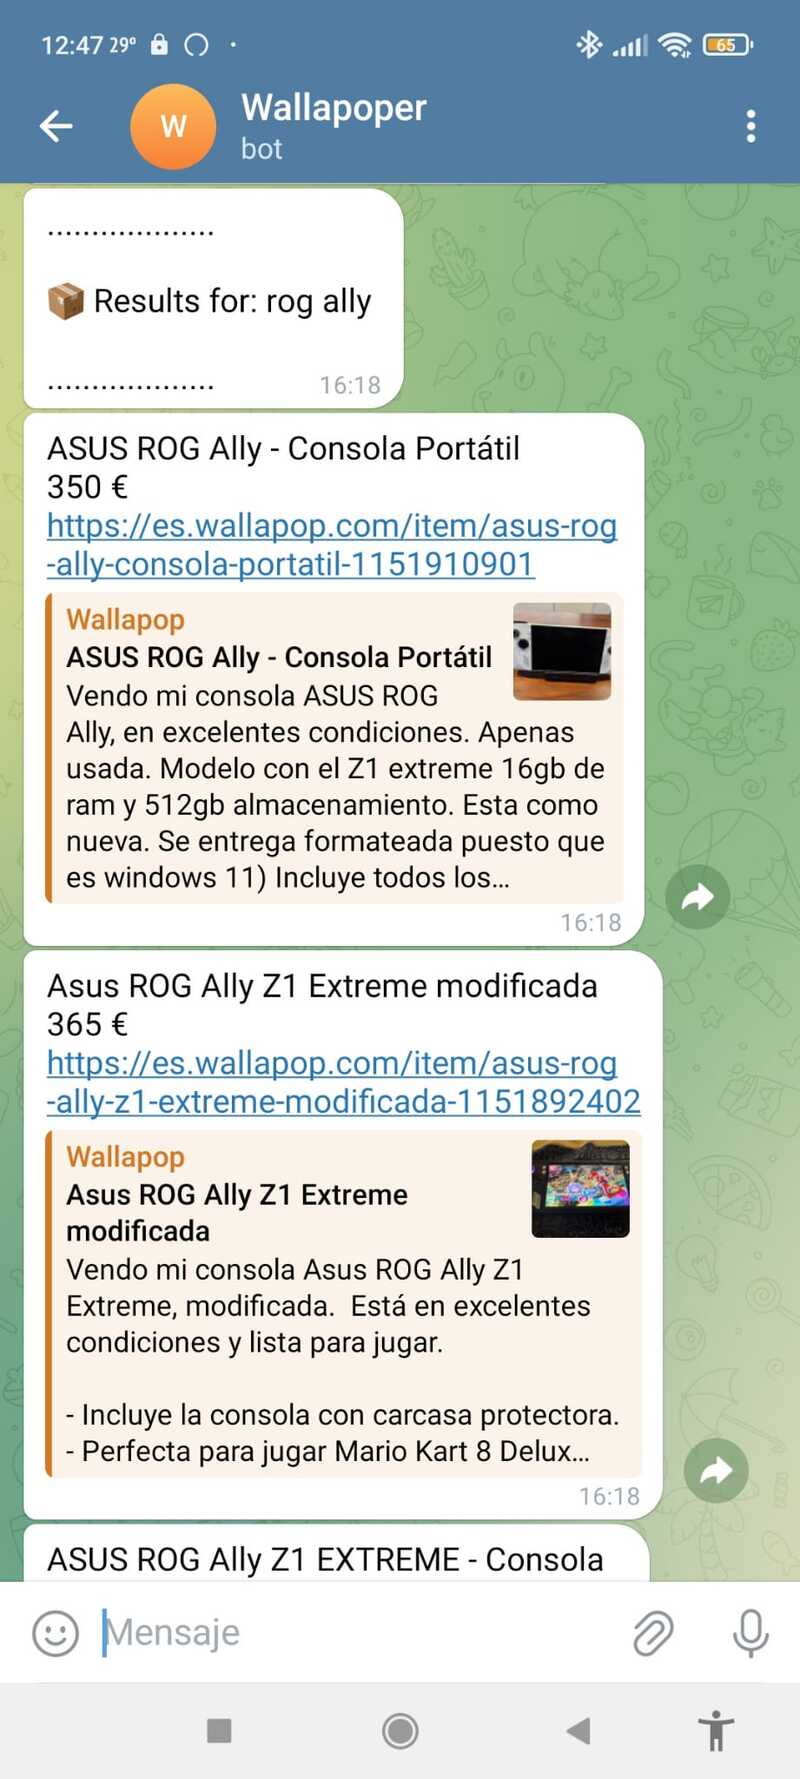 12:47 29°
65
W
Wallapoper
bot
...................
Results for: rog ally
...................
16:18
ASUS ROG Ally - Consola Portátil
350 €
https://es.wallapop.com/item/asus-rog
-ally-consola-portatil-1151910901
Wallapop
ASUS ROG Ally - Consola Portátil
Vendo mi consola ASUS ROG
Ally, en excelentes condiciones. Apenas
usada. Modelo con el Z1 extreme 16gb de
ram y 512gb almacenamiento. Esta como
nueva. Se entrega formateada puesto que
es windows 11) Incluye todos los...
16:18
Asus ROG Ally Z1 Extreme modificada
365 €
https://es.wallapop.com/item/asus-rog
-ally-z1-extreme-modificada-1151892402
Wallapop
Asus ROG Ally Z1 Extreme
modificada
Vendo mi consola Asus ROG Ally Z1
Extreme, modificada.  Está en excelentes
condiciones y lista para jugar.
- Incluye la consola con carcasa protectora.
- Perfecta para jugar Mario Kart 8 Delux...
16:18
ASUS ROG Ally Z1 EXTREME - Consola
Mensaje